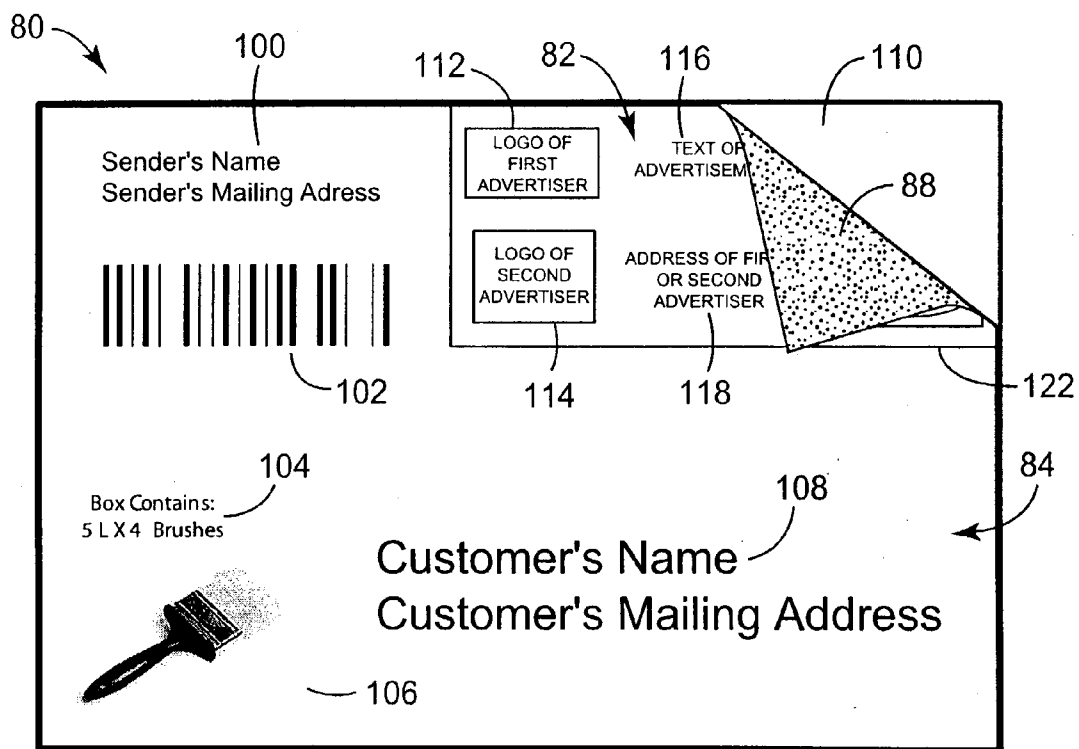 80
100
112
82
116
110
Sender's Name
Sender's Mailing Adress
LOGO OF
FIRST
ADVERTISER
TEXT OF
ADVERTISEM
88
LOGO OF
SECOND
ADVERTISER
ADDRESS OF FIR
OR SECOND
ADVERTISER
102
114
118
122
104
Box Contains:
5 L X 4 Brushes
108
84
Customer's Name
Customer's Mailing Address
106